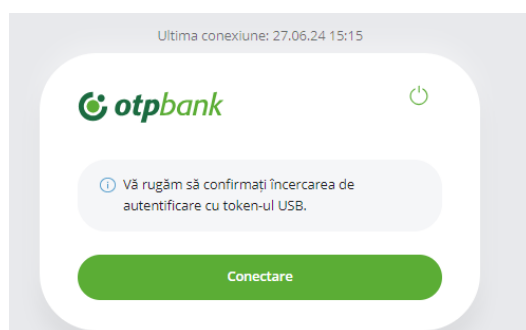 Ultima conexiune: 27.06.24 15:15
otpbank
Vă rugăm să confirmați încercarea de
autentificare cu token-ul USB.
Conectare